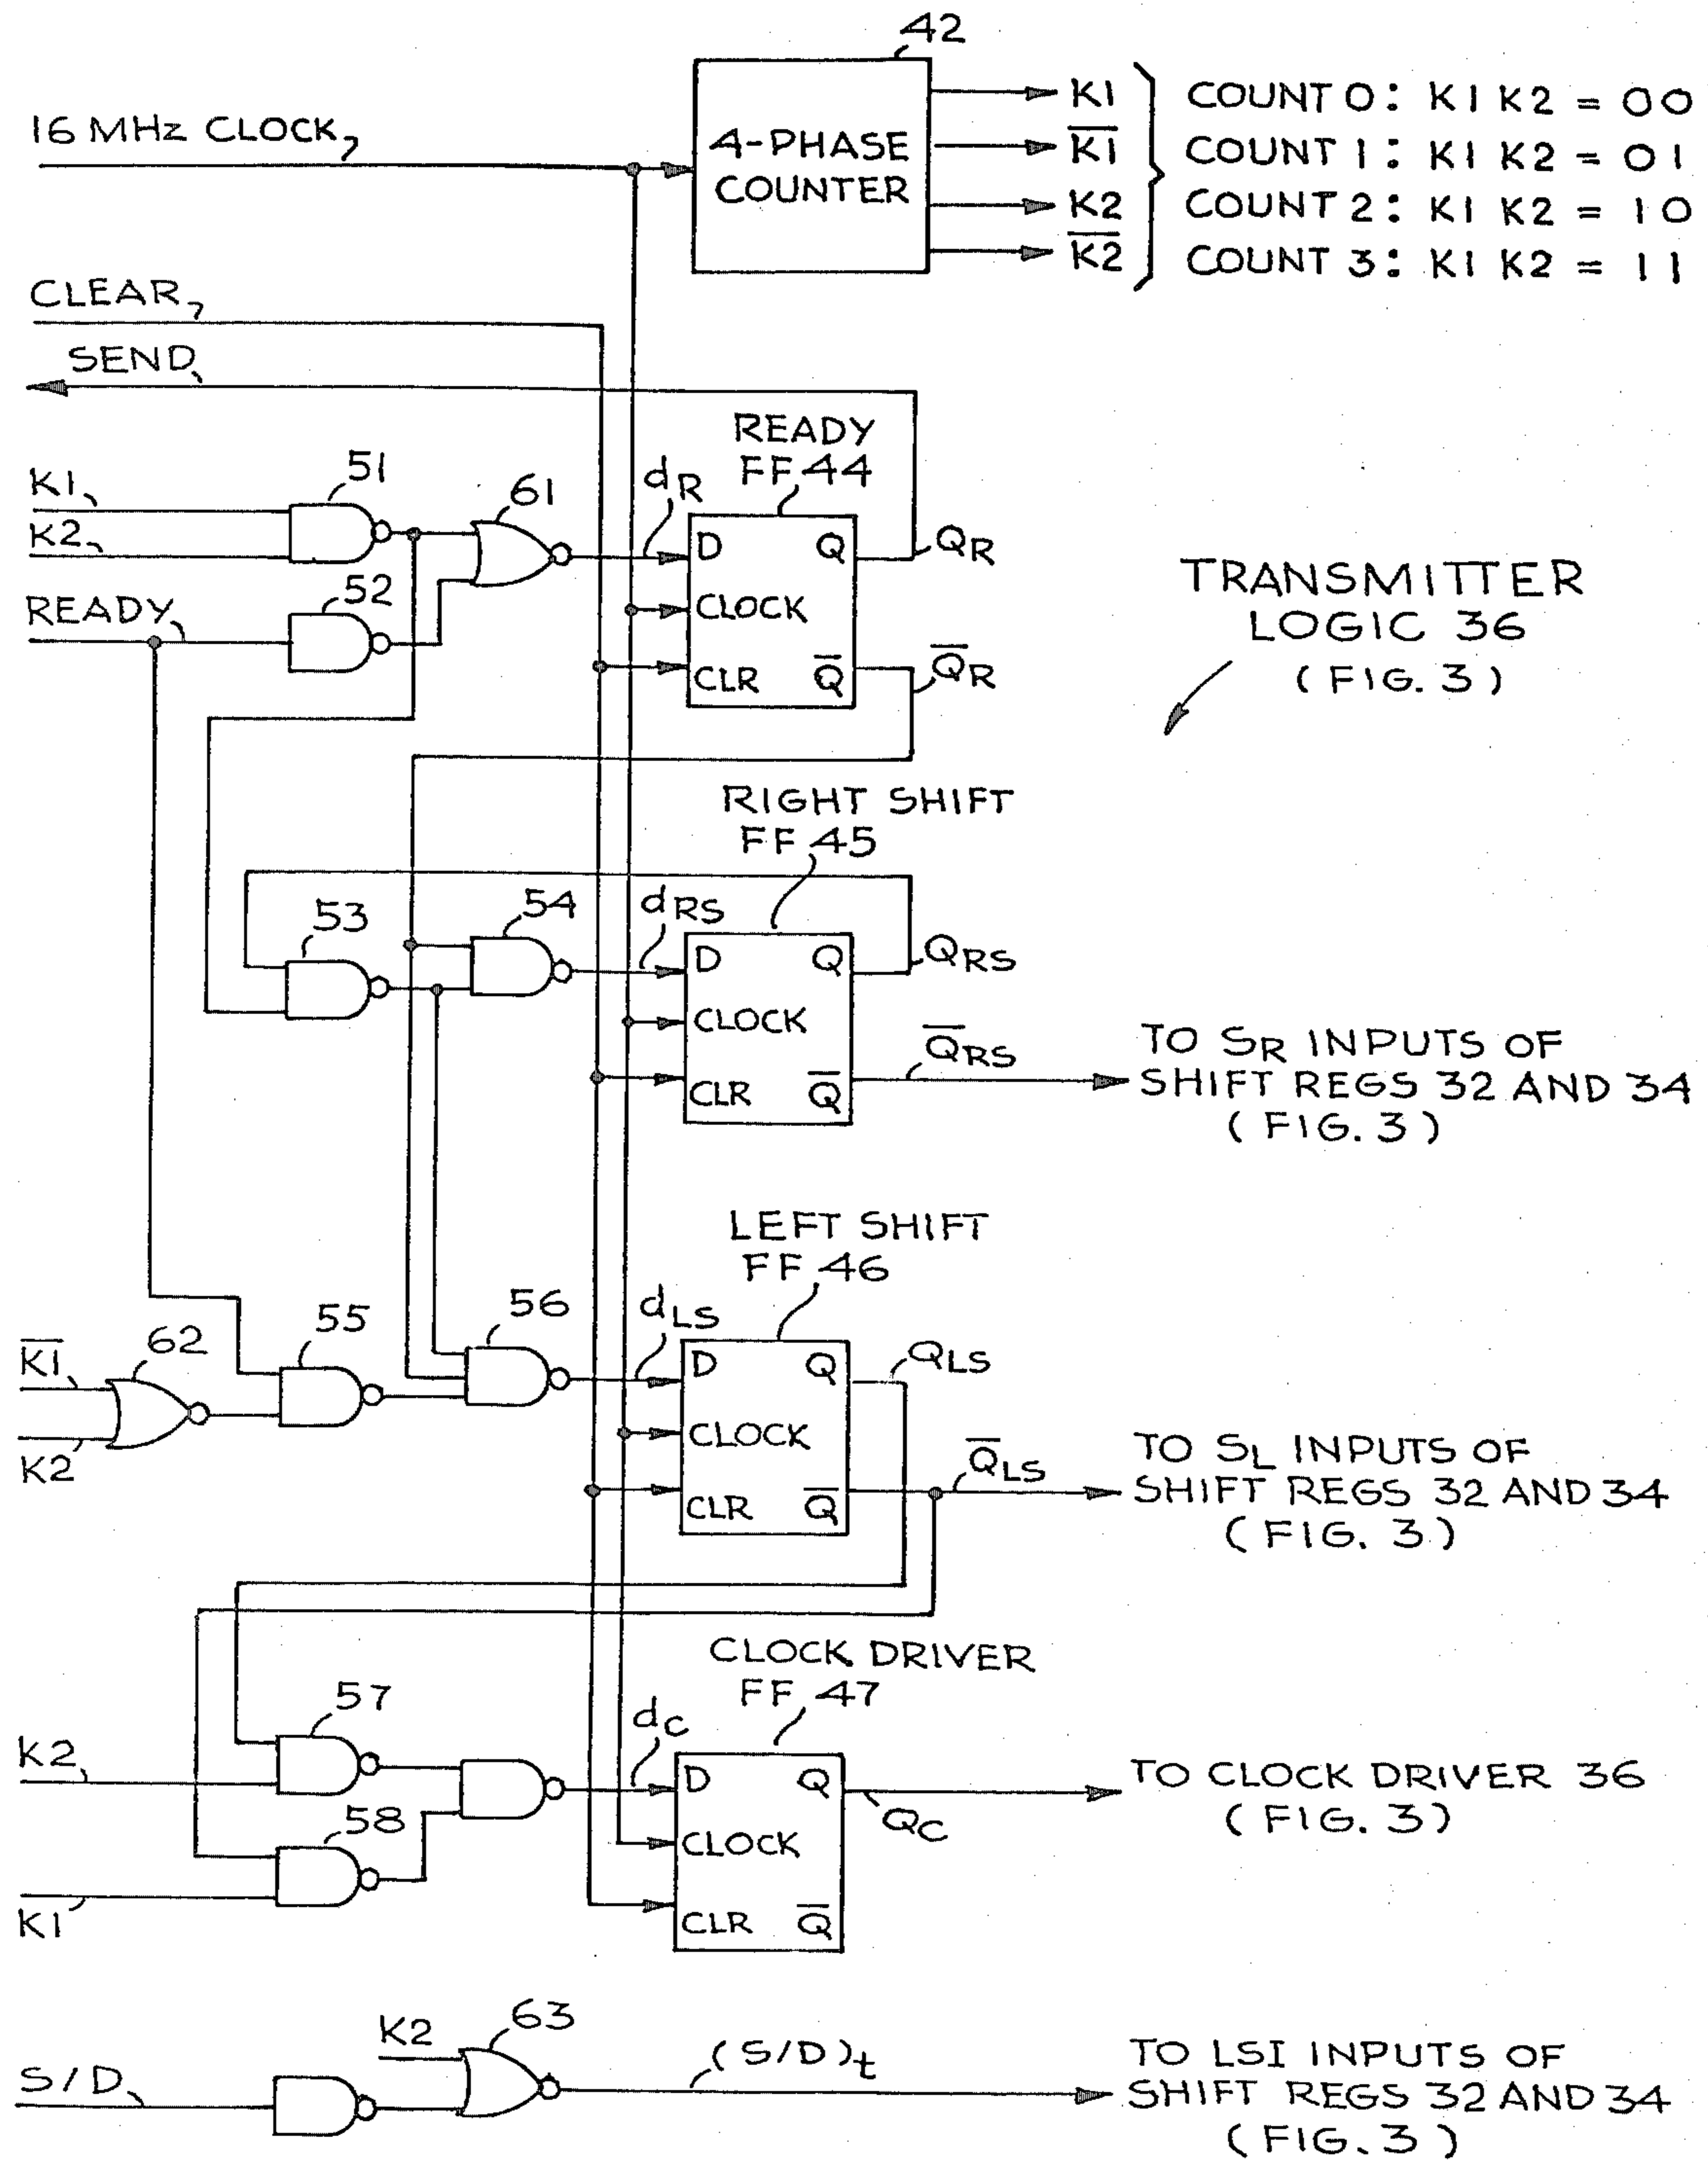 42
16 MHz CLOCK
4-PHASE
COUNTER
K1
K̅1̅
K2
K̅2̅
COUNT 0: K1 K2 = 00
COUNT 1: K1 K2 = 01
COUNT 2: K1 K2 = 10
COUNT 3: K1 K2 = 11
CLEAR
SEND
READY
FF 44
K1
K2
51
61
dR
READY
52
D
Q
CLOCK
CLR
Q̅
QR
Q̅R
TRANSMITTER
LOGIC 36
(FIG. 3)
RIGHT SHIFT
FF 45
53
54
dRS
D
Q
CLOCK
CLR
Q̅
QRS
Q̅RS
TO SR INPUTS OF
SHIFT REGS 32 AND 34
(FIG. 3)
LEFT SHIFT
FF 46
K̅1̅
K2
62
55
56
dLS
D
Q
CLOCK
CLR
Q̅
QLS
Q̅LS
TO SL INPUTS OF
SHIFT REGS 32 AND 34
(FIG. 3)
CLOCK DRIVER
FF 47
57
K2
58
K1
dC
D
Q
CLOCK
CLR
Q̅
QC
TO CLOCK DRIVER 36
(FIG. 3)
K2
63
S/D
(S/D)t
TO LSI INPUTS OF
SHIFT REGS 32 AND 34
(FIG. 3)